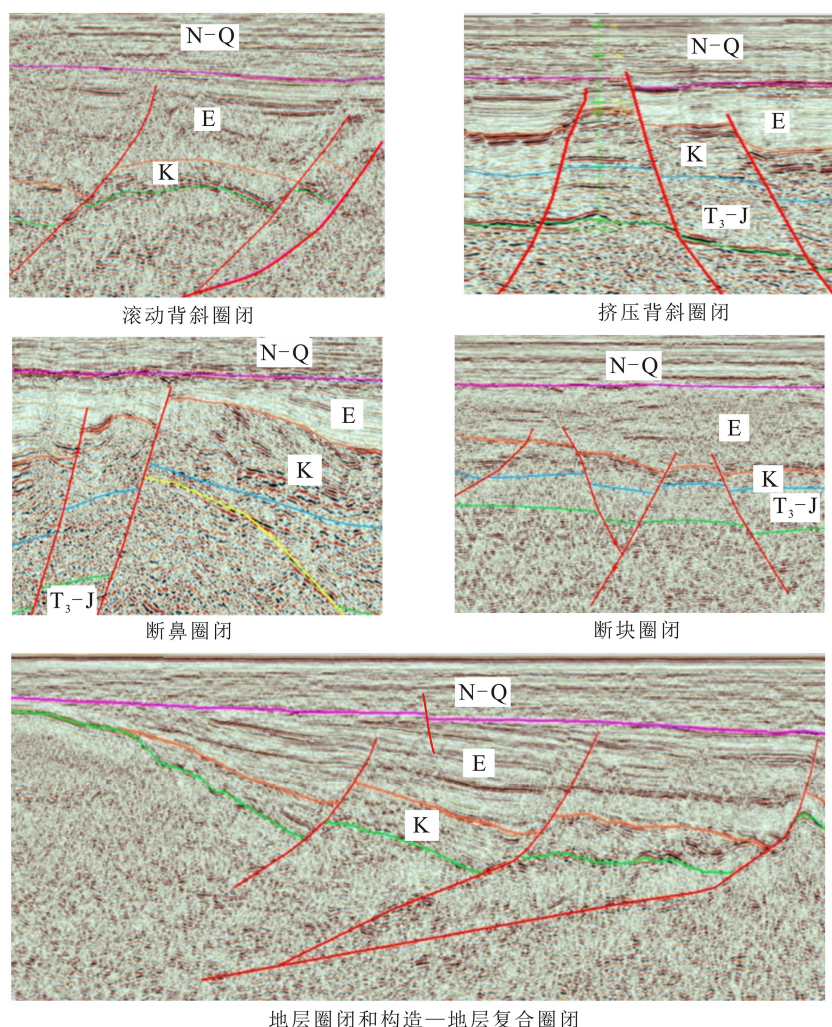 N-Q
E
K
滚动背斜圈闭
N-Q
E
K
T₃-J
挤压背斜圈闭
N-Q
E
K
T₃-J
断鼻圈闭
N-Q
E
K
T₃-J
断块圈闭
N-Q
E
K
地层圈闭和构造—地层复合圈闭